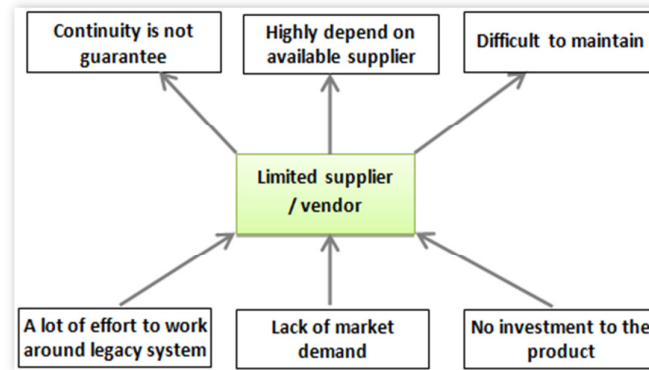 Continuity is not
guarantee
Highly depend on
available supplier
Difficult to maintain
Limited supplier
/ vendor
A lot of effort to work
around legacy system
Lack of market
demand
No investment to the
product